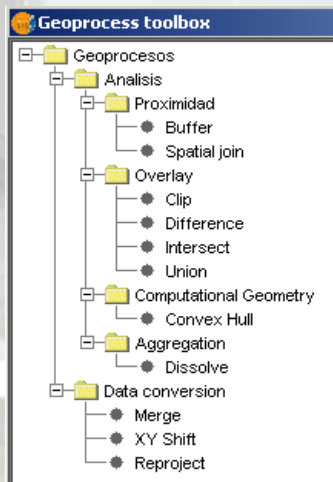 Geoprocess toolbox
Geoprocesos
Analisis
Proximidad
Buffer
Spatial join
Overlay
Clip
Difference
Intersect
Union
Computational Geometry
Convex Hull
Aggregation
Dissolve
Data conversion
Merge
XY Shift
Reproject